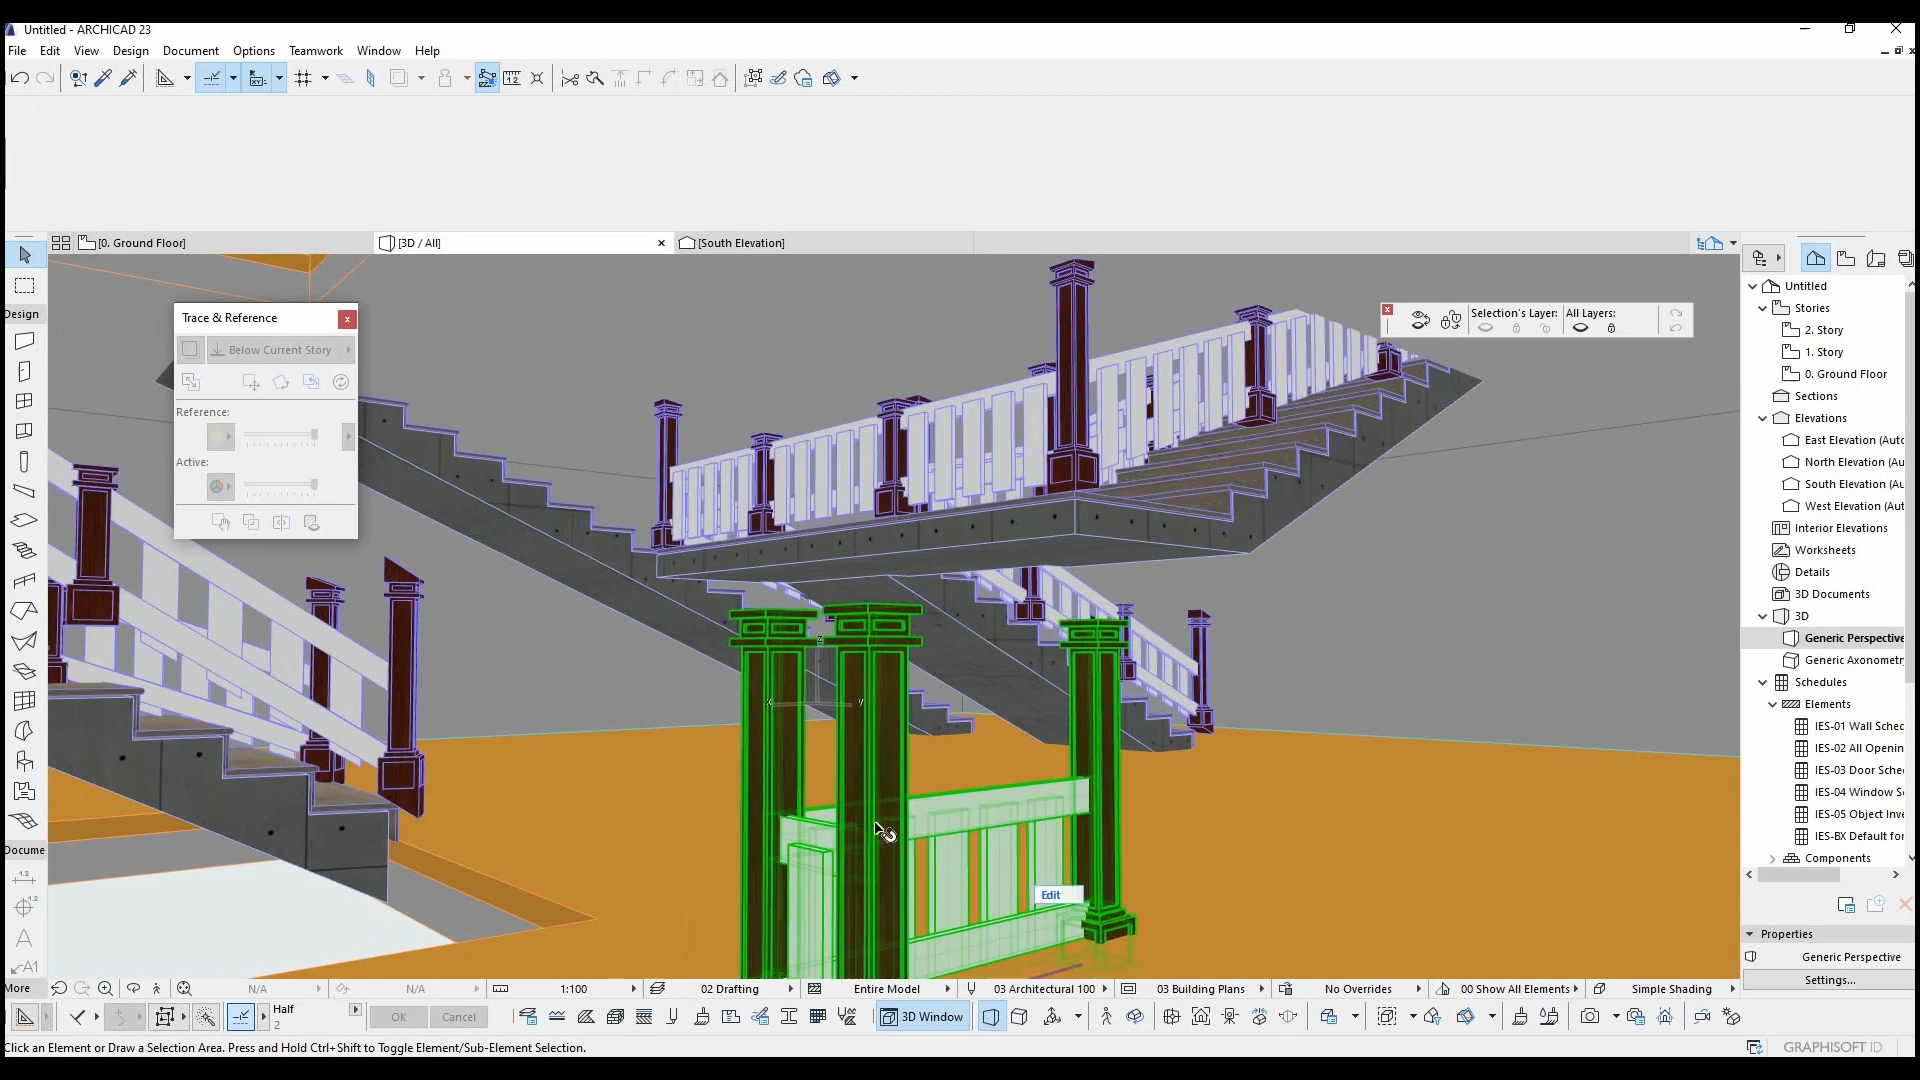 Untitled - ARCHICAD 23
File Edit View Design Document Options Teamwork Window Help
[0. Ground Floor] [3D / All] [South Elevation]
Design
Trace & Reference
Below Current Story
Reference:
Active:
Selection's Layer: All Layers:
Untitled
Stories
2. Story
1. Story
0. Ground Floor
Sections
Elevations
East Elevation (Auto
North Elevation (Au
South Elevation (Au
West Elevation (Aut
Interior Elevations
Worksheets
Details
3D Documents
3D
Generic Perspective
Generic Axonometr
Schedules
Elements
IES-01 Wall Sched
IES-02 All Openin
IES-03 Door Sche
IES-04 Window S
IES-05 Object Inve
IES-BX Default for
Components
Docume
z
x y
Edit
Properties
Generic Perspective
Settings...
More N/A N/A 1:100 02 Drafting Entire Model 03 Architectural 100 03 Building Plans No Overrides 00 Show All Elements Simple Shading
Half
2
OK Cancel 3D Window
Click an Element or Draw a Selection Area. Press and Hold Ctrl+Shift to Toggle Element/Sub-Element Selection.
GRAPHISOFT ID